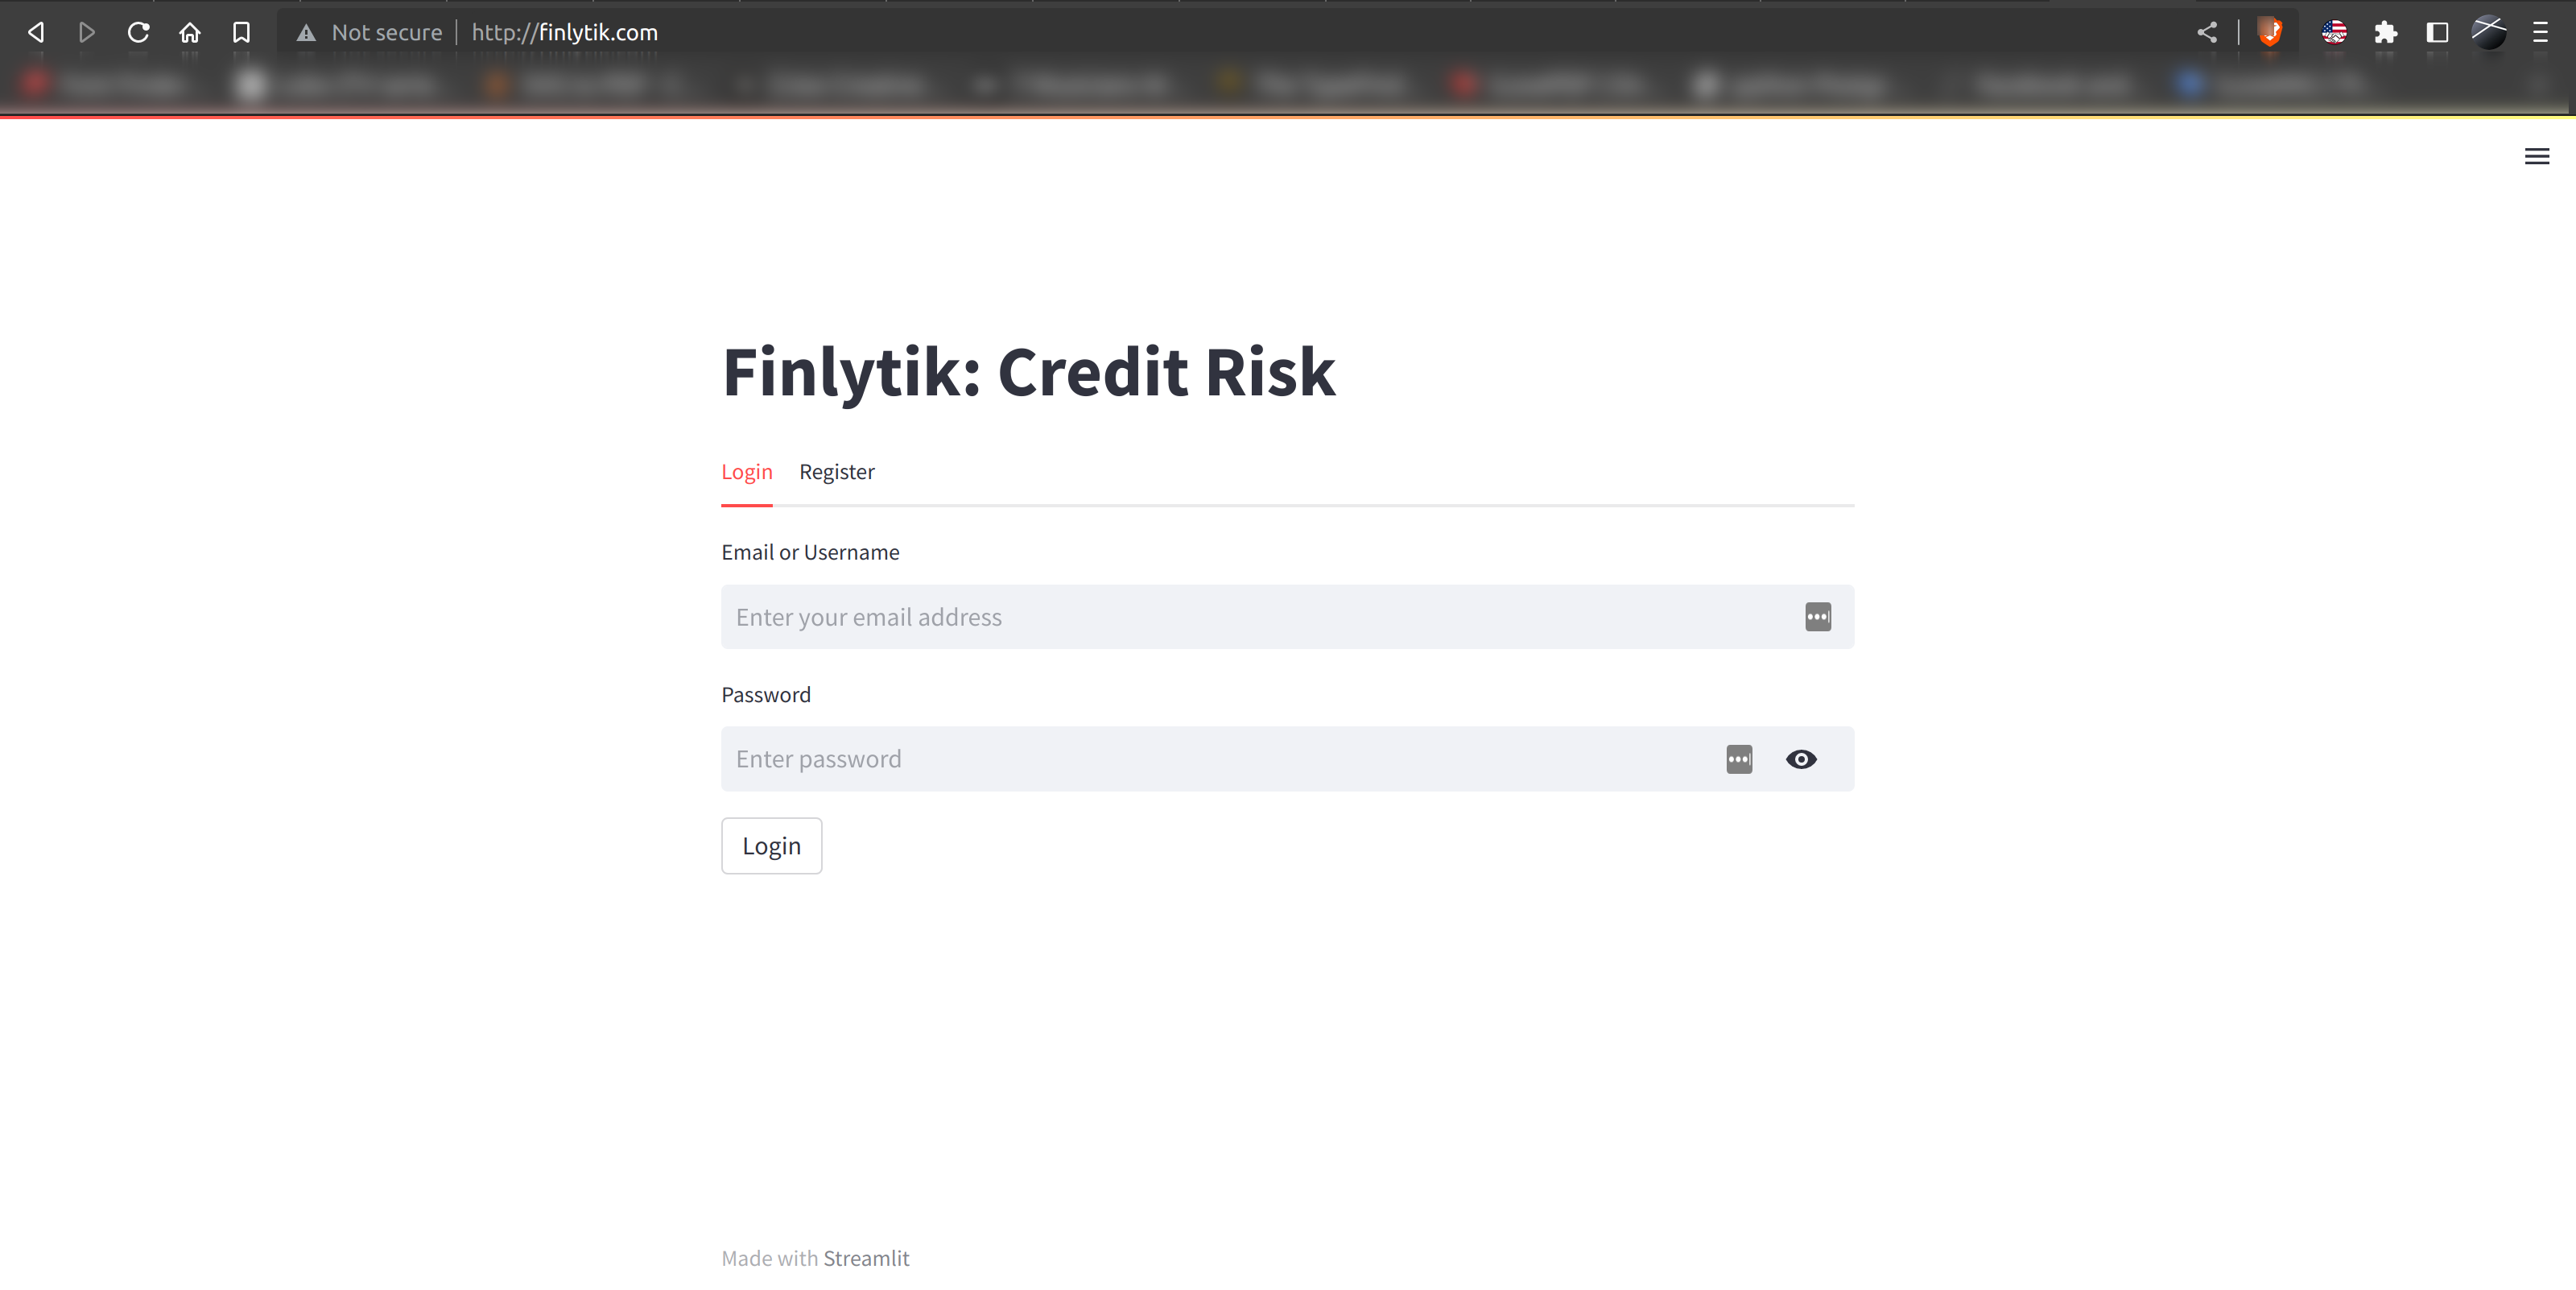 Not secure | http://finlytik.com
Finlytik: Credit Risk
Login Register
Email or Username
Enter your email address
Password
Enter password
Login
Made with Streamlit